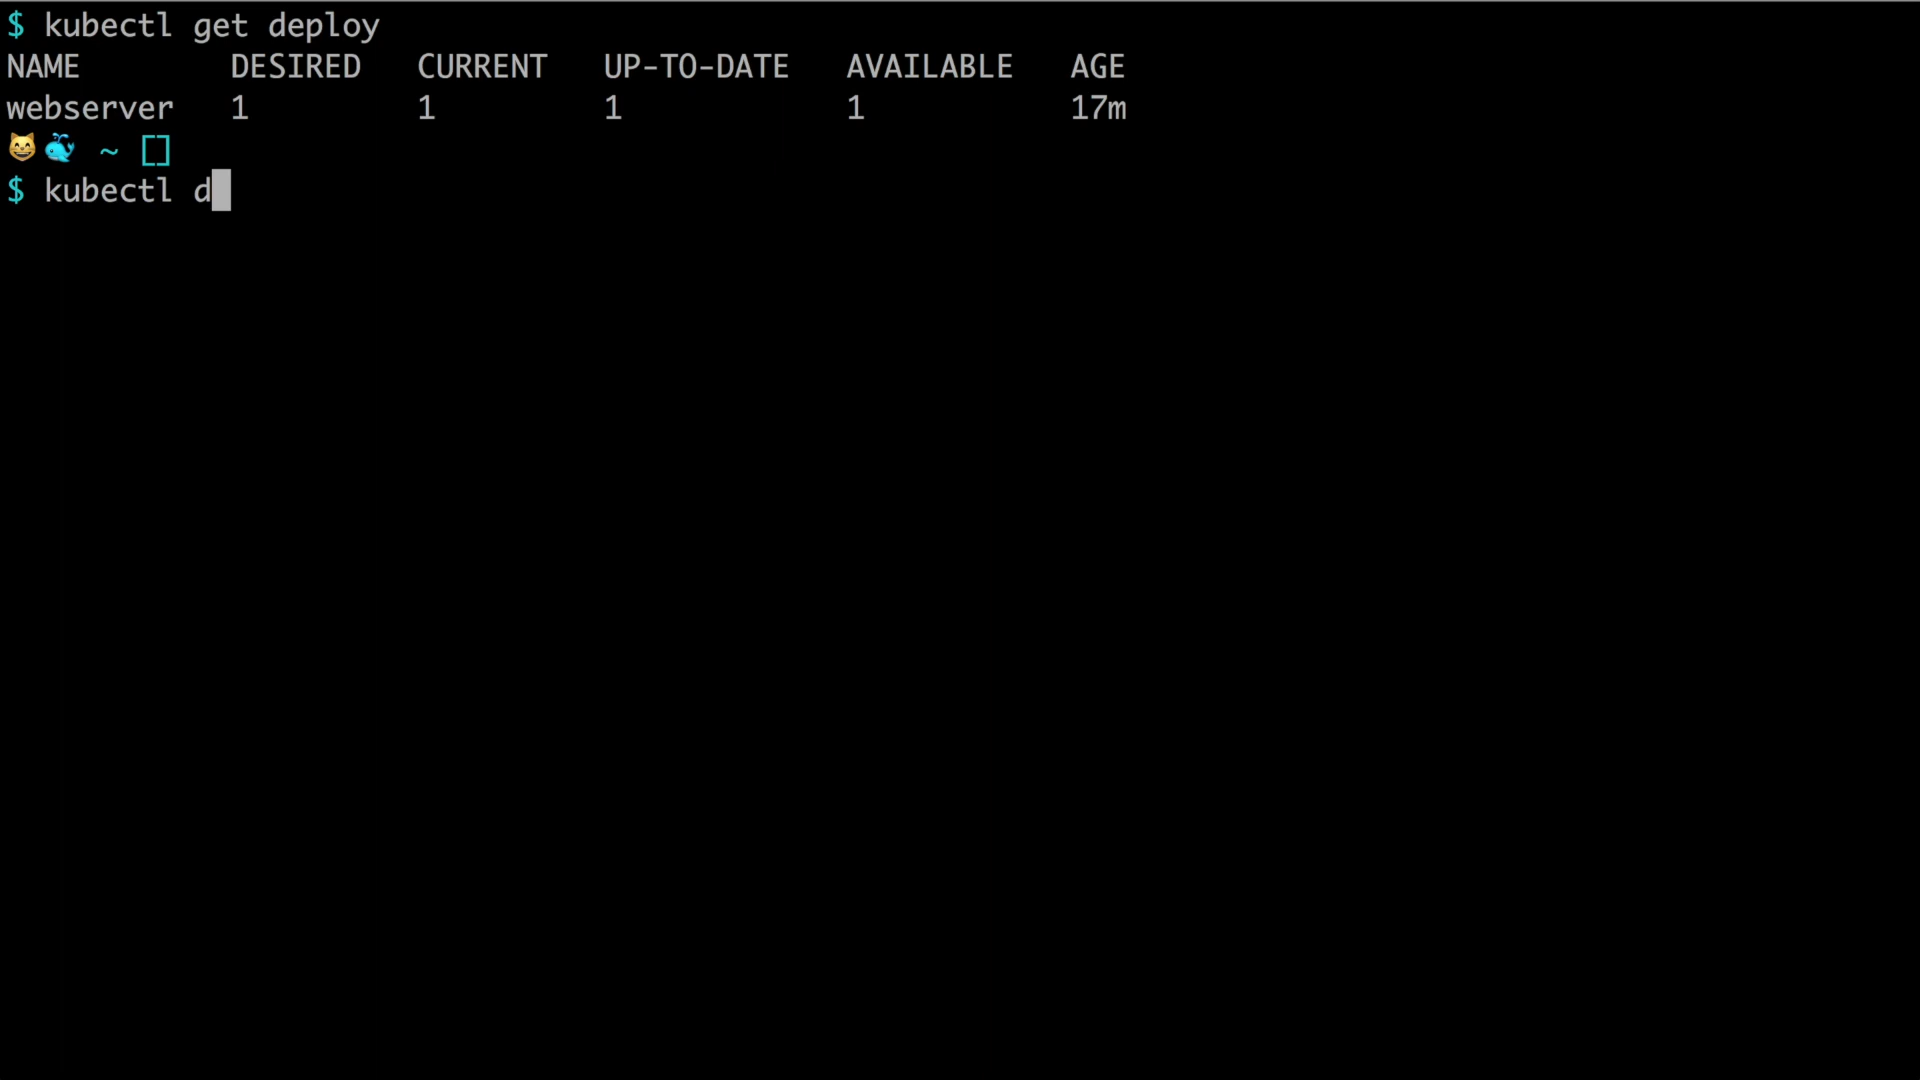 $ kubectl get deploy
NAME DESIRED CURRENT UP-TO-DATE AVAILABLE AGE
webserver 1 1 1 1 17m
😸🐳 ~ []
$ kubectl d